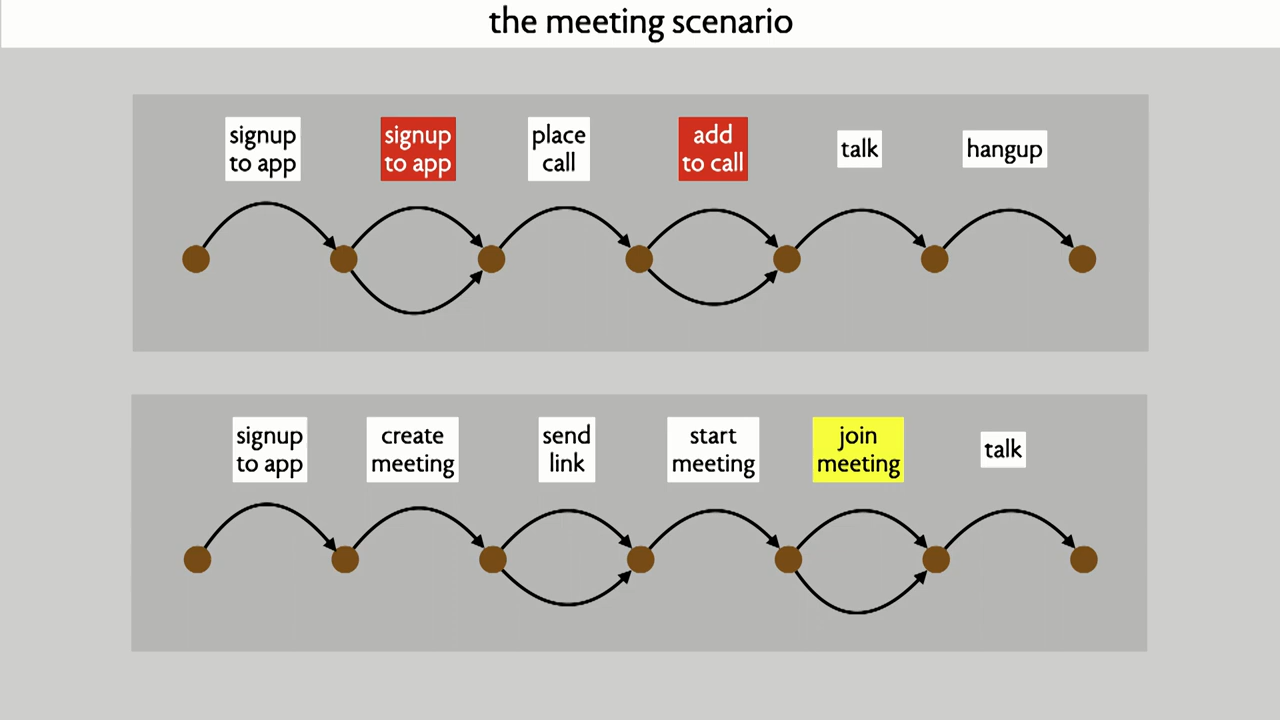 the meeting scenario
signup
to app
signup
to app
place
call
add
to call
talk
hangup
signup
to app
create
meeting
send
link
start
meeting
join
meeting
talk